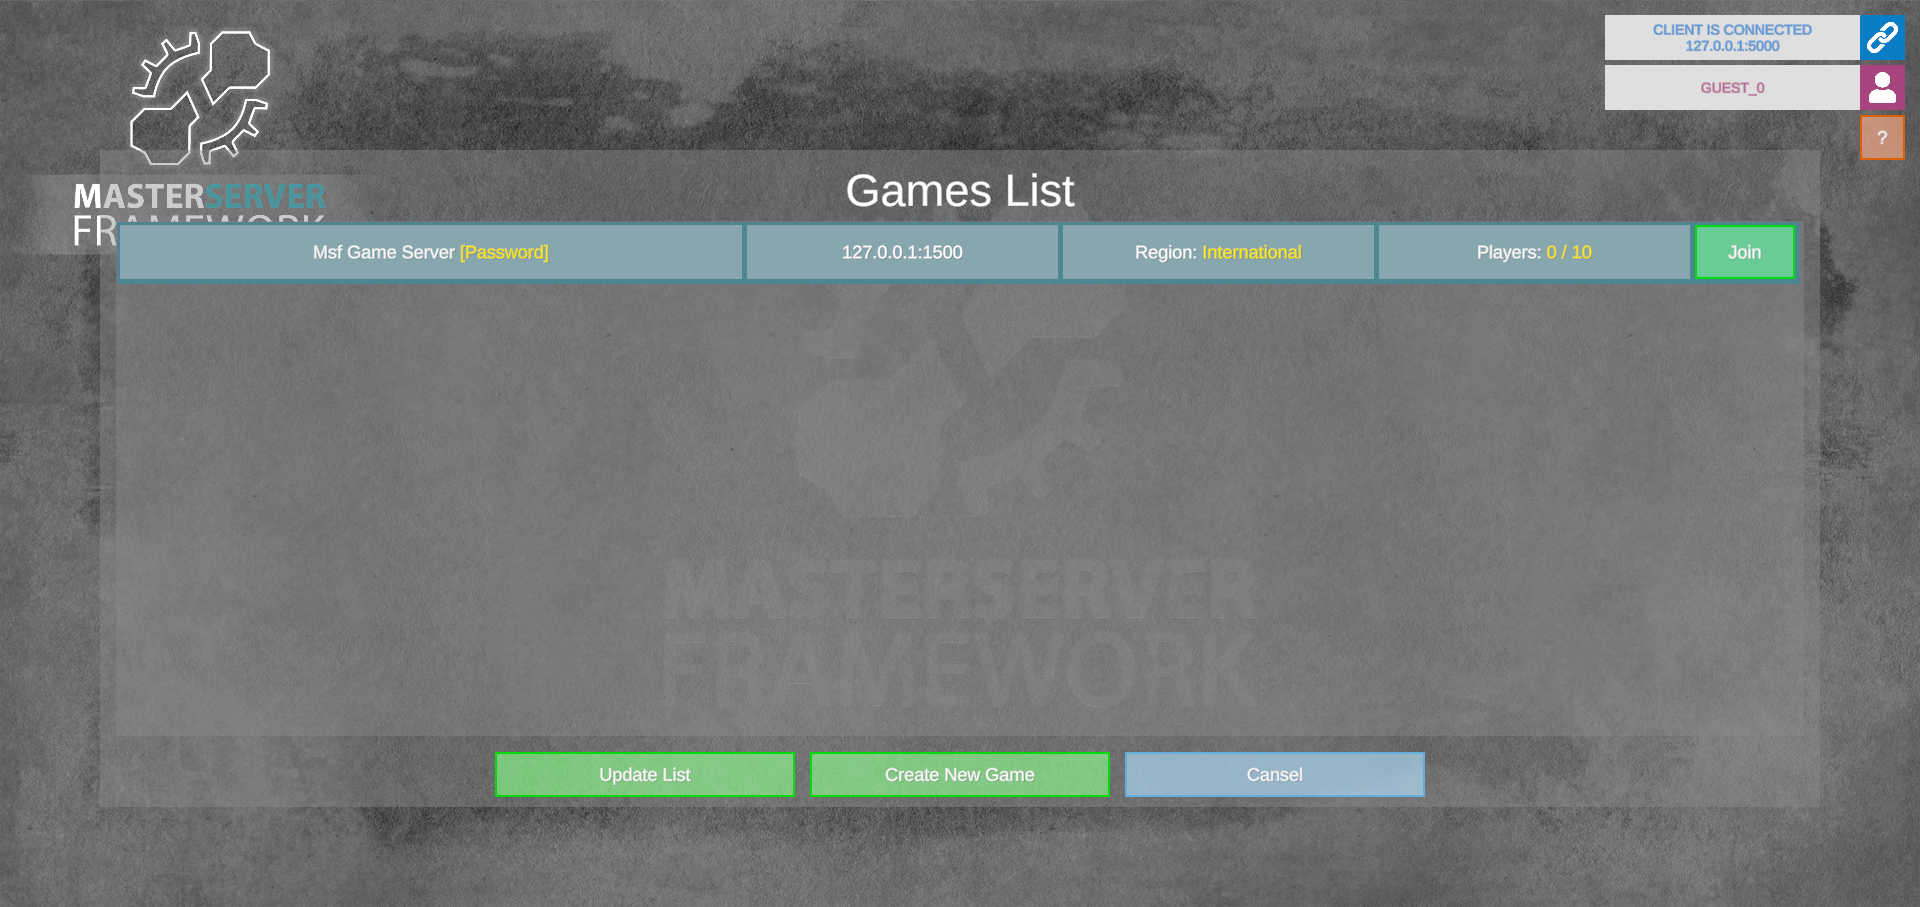 CLIENT IS CONNECTED
127.0.0.1:5000
GUEST_0
?
MASTERSERVER
FRAMEWORK
Games List
Msf Game Server [Password] 127.0.0.1:1500 Region: International Players: 0 / 10 Join
MASTERSERVER
FRAMEWORK
Update List Create New Game Cansel